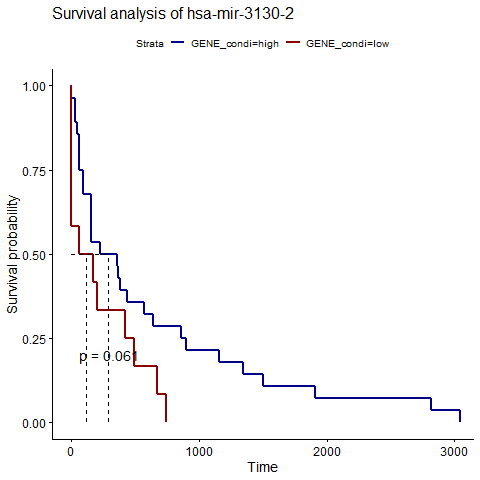 Survival analysis of hsa-mir-3130-2
Strata GENE_condi=high GENE_condi=low
Survival probability
1.00
0.75
0.50
0.25
0.00
p = 0.061
0 1000 2000 3000
Time